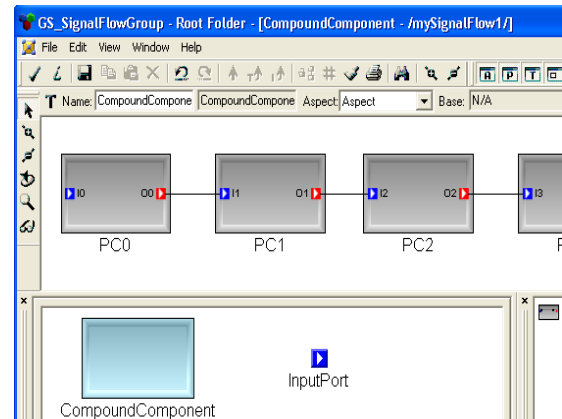 GS_SignalFlowGroup - Root Folder - [CompoundComponent - /mySignalFlow1/]
File Edit View Window Help
A P T
T Name: CompoundCompone CompoundCompone Aspect: Aspect Base: N/A
I0 O0 I1 O1 I2 O2 I3
PC0 PC1 PC2
InputPort
CompoundComponent